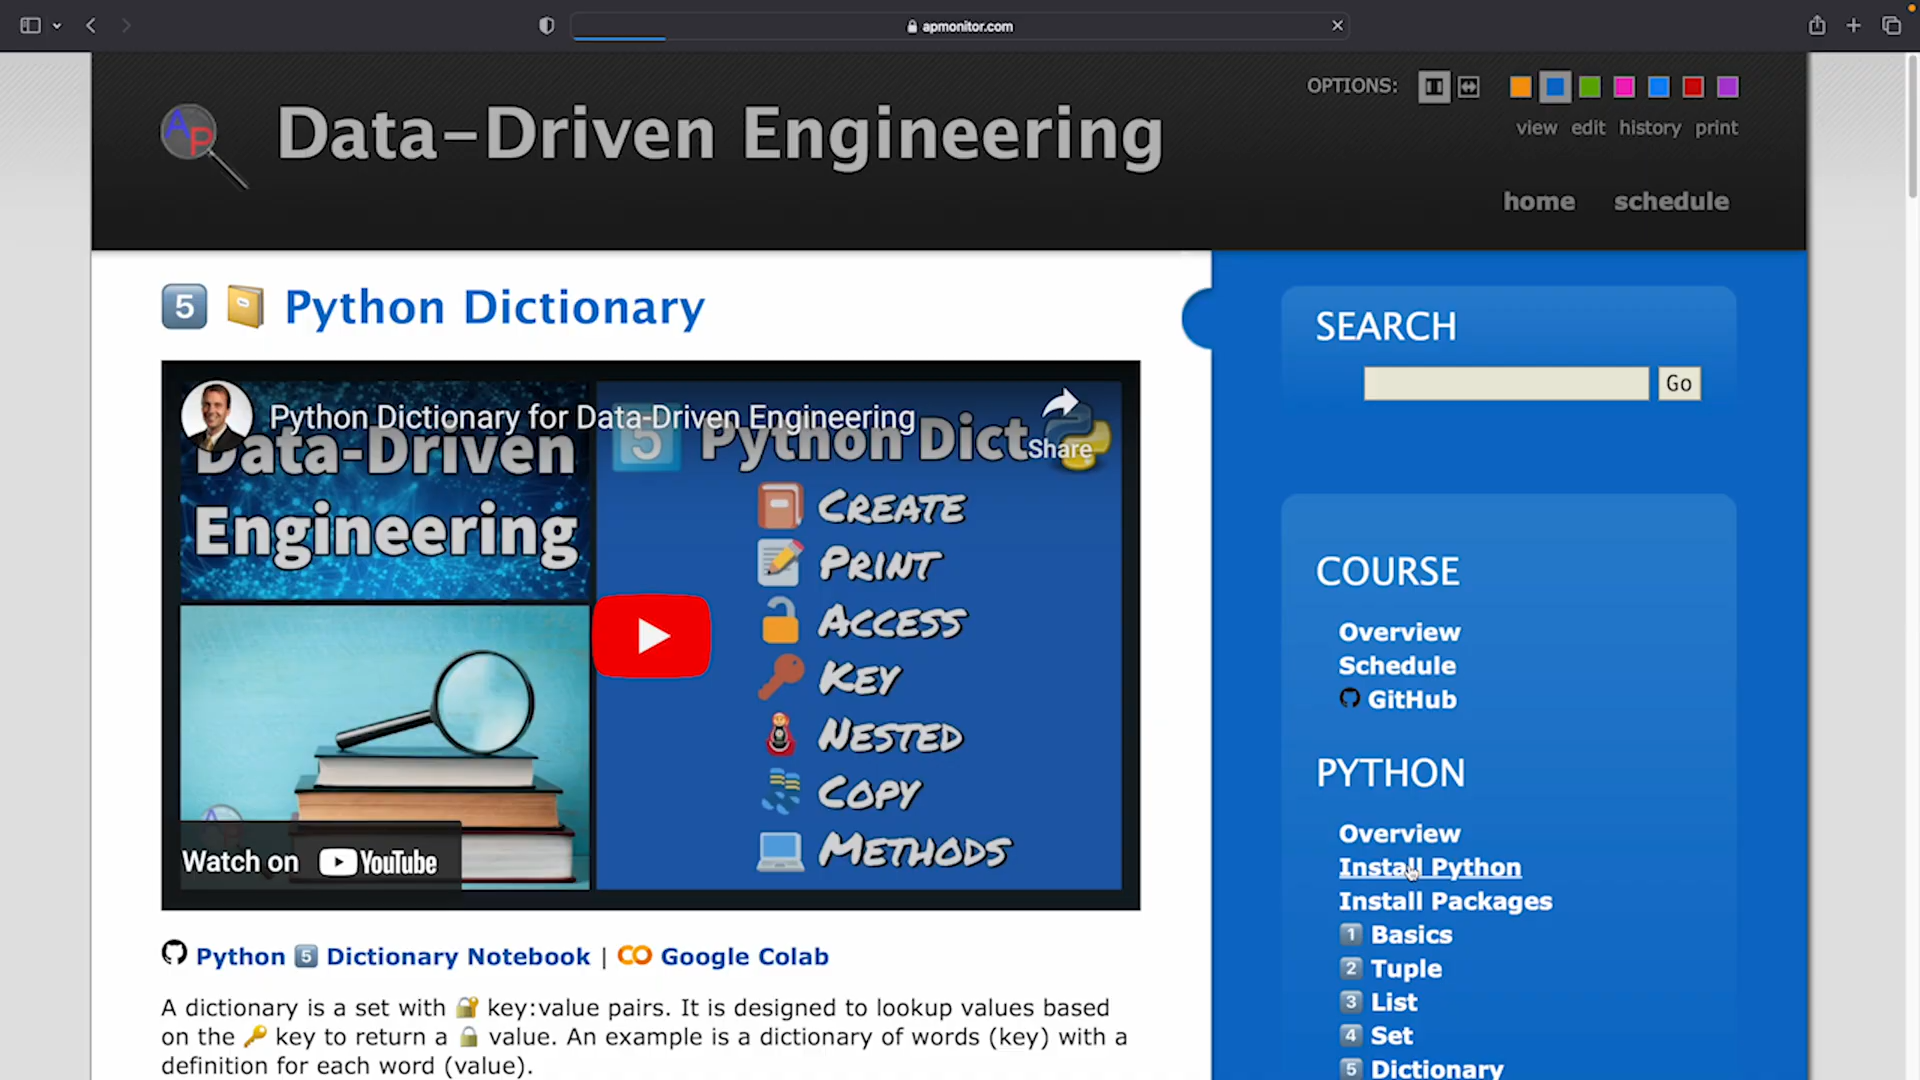 apmonitor.com
AP
Data-Driven Engineering
OPTIONS:
view edit history print
home schedule
5 Python Dictionary
Python Dictionary for Data-Driven Engineering
Share
Data-Driven
Engineering
5 Python Dict
CREATE
PRINT
ACCESS
KEY
NESTED
COPY
METHODS
Watch on YouTube
Python 5 Dictionary Notebook | Google Colab
A dictionary is a set with key:value pairs. It is designed to lookup values based
on the key to return a value. An example is a dictionary of words (key) with a
definition for each word (value).
SEARCH
Go
COURSE
Overview
Schedule
GitHub
PYTHON
Overview
Install Python
Install Packages
1 Basics
2 Tuple
3 List
4 Set
5 Dictionary